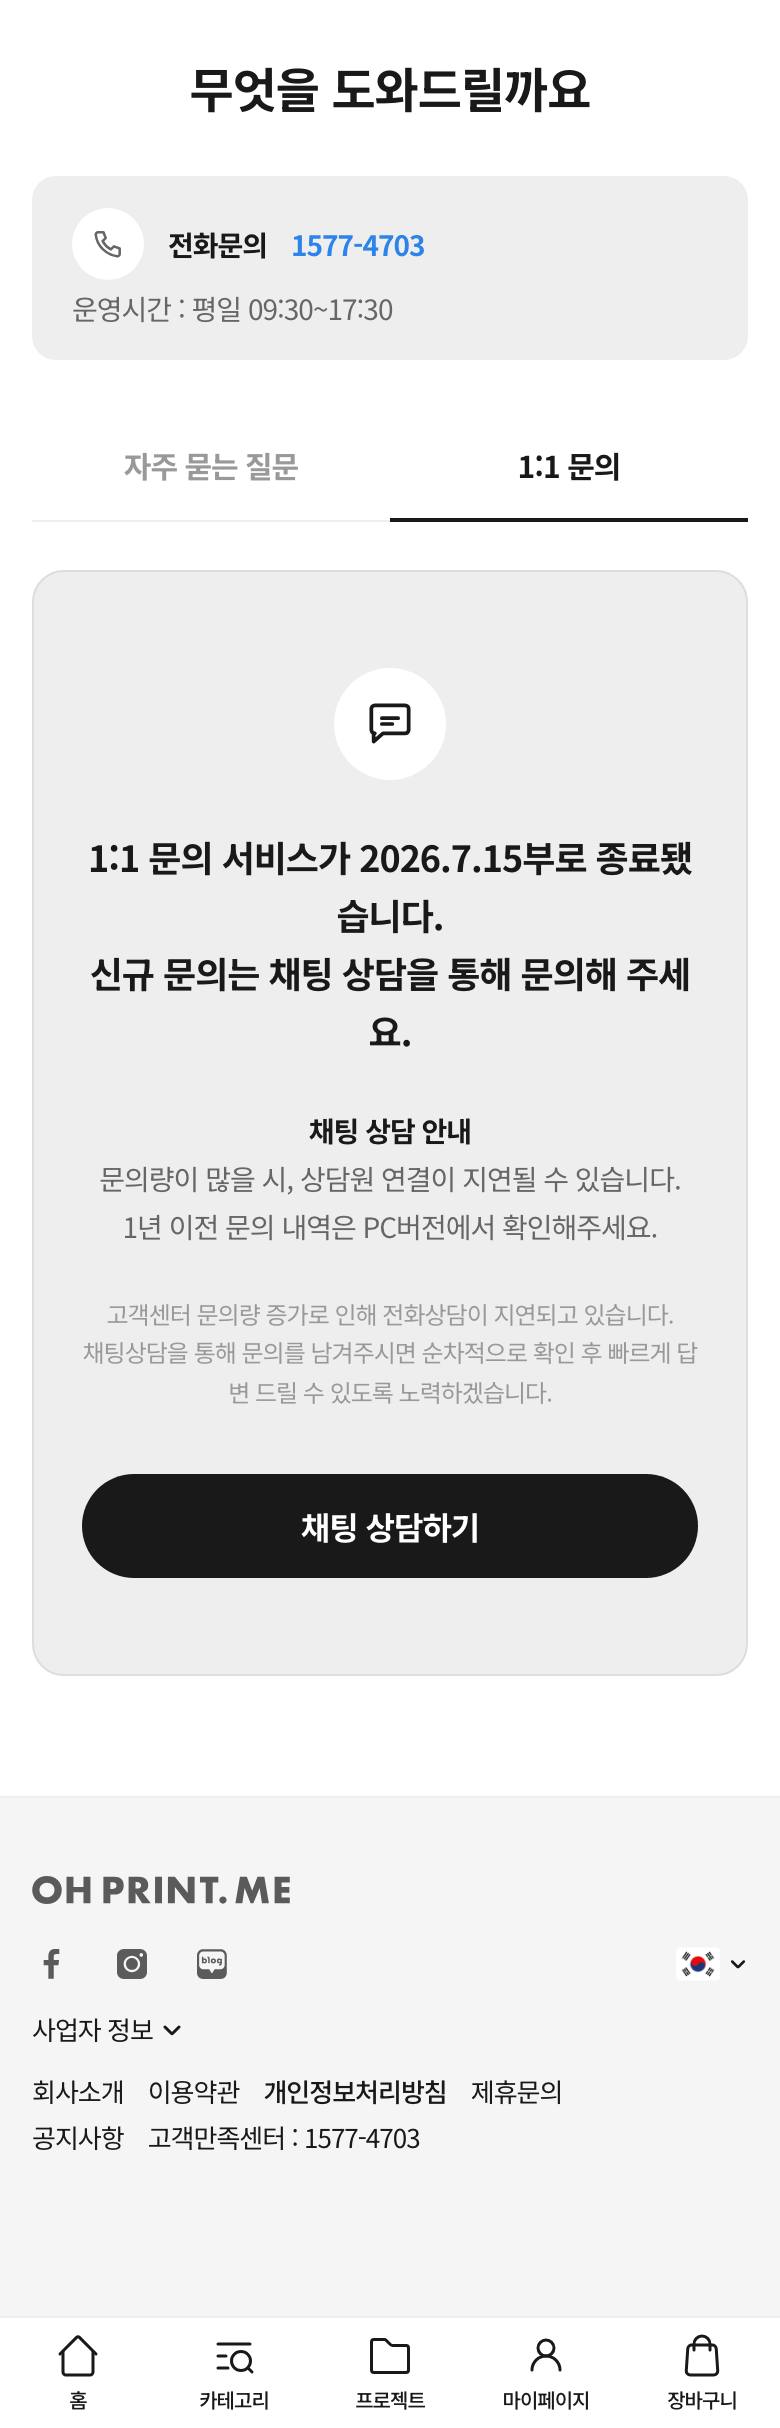 무엇을 도와드릴까요
전화문의 1577-4703
운영시간 : 평일 09:30~17:30
자주 묻는 질문 1:1 문의
1:1 문의 서비스가 2026.7.15부로 종료됐
습니다.
신규 문의는 채팅 상담을 통해 문의해 주세
요.
채팅 상담 안내
문의량이 많을 시, 상담원 연결이 지연될 수 있습니다.
1년 이전 문의 내역은 PC버전에서 확인해주세요.
고객센터 문의량 증가로 인해 전화상담이 지연되고 있습니다.
채팅상담을 통해 문의를 남겨주시면 순차적으로 확인 후 빠르게 답
변 드릴 수 있도록 노력하겠습니다.
채팅 상담하기
OH PRINT. ME
blog
사업자 정보
회사소개 이용약관 개인정보처리방침 제휴문의
공지사항 고객만족센터 : 1577-4703
홈 카테고리 프로젝트 마이페이지 장바구니